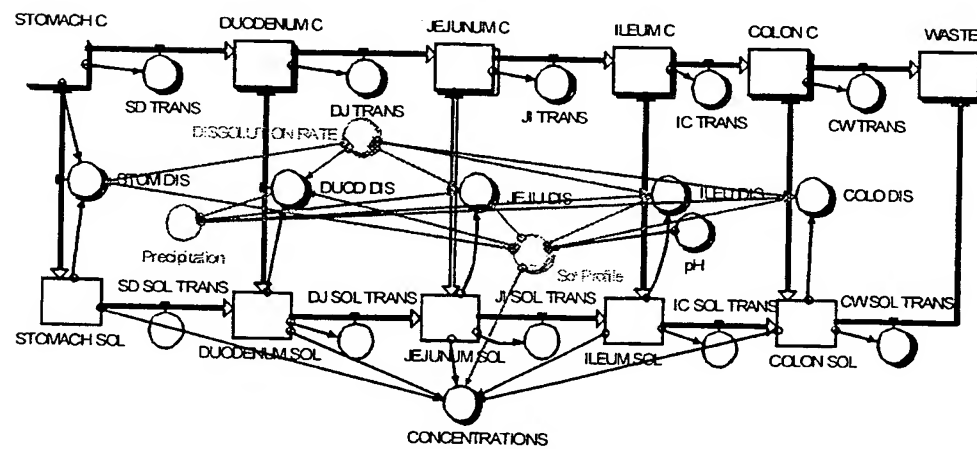 STOMACH C
DUODENUM C
JEJUNUM C
ILEUM C
COLON C
WASTE
SD TRANS
DJ TRANS
JI TRANS
IC TRANS
CW TRANS
DISSOLUTION RATE
STOM DIS
DUOD DIS
JEJU DIS
ILEU DIS
COLO DIS
Precipitation
Sol Profile
pH
SD SOL TRANS
DJ SOL TRANS
JI SOL TRANS
IC SOL TRANS
CW SOL TRANS
STOMACH SOL
DUODENUM SOL
JEJUNUM SOL
ILEUM SOL
COLON SOL
CONCENTRATIONS